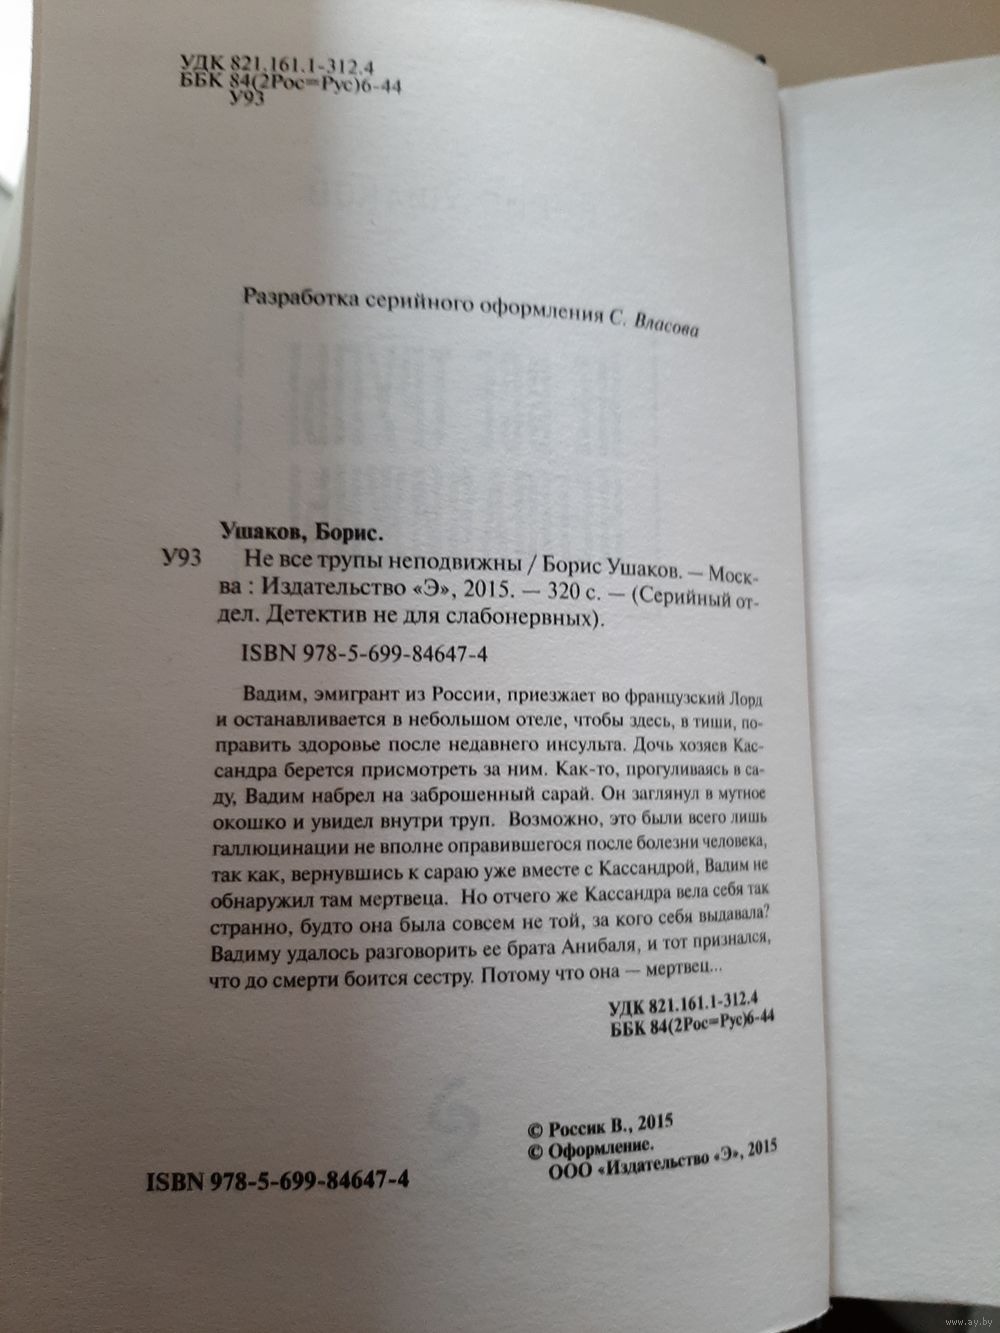 УДК 821.161.1-312.4
ББК 84(2Рос=Рус)6-44
У93
Разработка серийного оформления С. Власова
Ушаков, Борис.
У93 Не все трупы неподвижны / Борис Ушаков. — Моск-
ва : Издательство «Э», 2015. — 320 с. — (Серийный от-
дел. Детектив не для слабонервных).
ISBN 978-5-699-84647-4
Вадим, эмигрант из России, приезжает во французский Лорд
и останавливается в небольшом отеле, чтобы здесь, в тиши, по-
править здоровье после недавнего инсульта. Дочь хозяев Кас-
сандра берется присмотреть за ним. Как-то, прогуливаясь в са-
ду, Вадим набрел на заброшенный сарай. Он заглянул в мутное
окошко и увидел внутри труп. Возможно, это были всего лишь
галлюцинации не вполне оправившегося после болезни человека,
так как, вернувшись к сараю уже вместе с Кассандрой, Вадим не
обнаружил там мертвеца. Но отчего же Кассандра вела себя так
странно, будто она была совсем не той, за кого себя выдавала?
Вадиму удалось разговорить ее брата Анибаля, и тот признался,
что до смерти боится сестру. Потому что она — мертвец...
УДК 821.161.1-312.4
ББК 84(2Рос=Рус)6-44
© Россик В., 2015
© Оформление.
ООО «Издательство «Э», 2015
ISBN 978-5-699-84647-4
www.ay.by